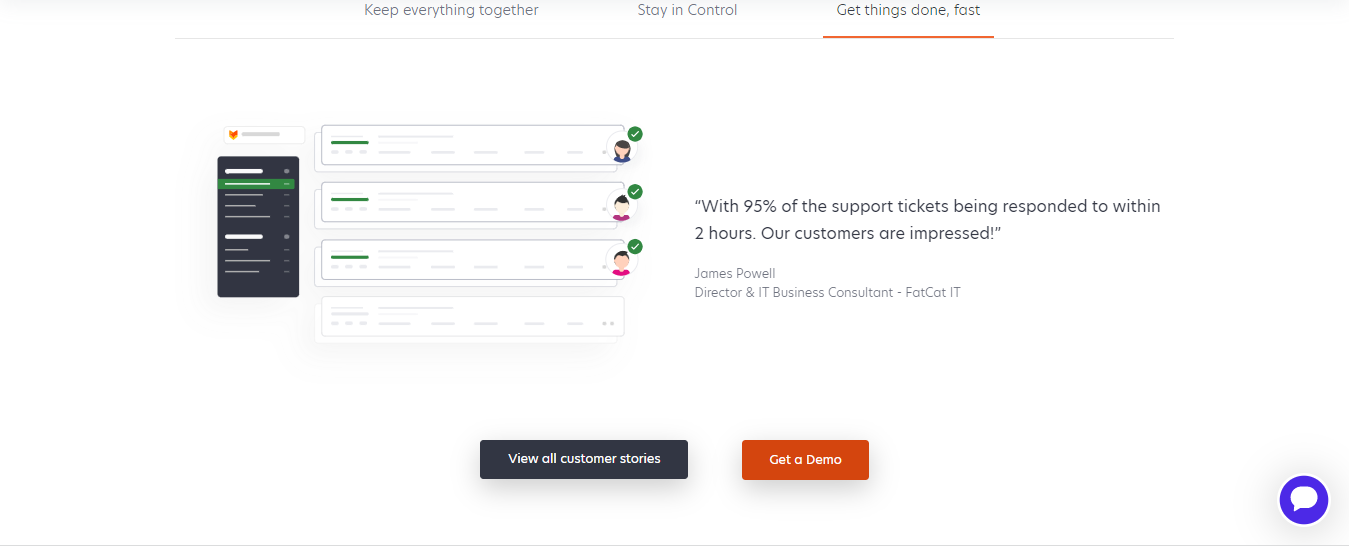 Keep everything together
Stay in Control
Get things done, fast
“With 95% of the support tickets being responded to within
2 hours. Our customers are impressed!”
James Powell
Director & IT Business Consultant - FatCat IT
View all customer stories
Get a Demo